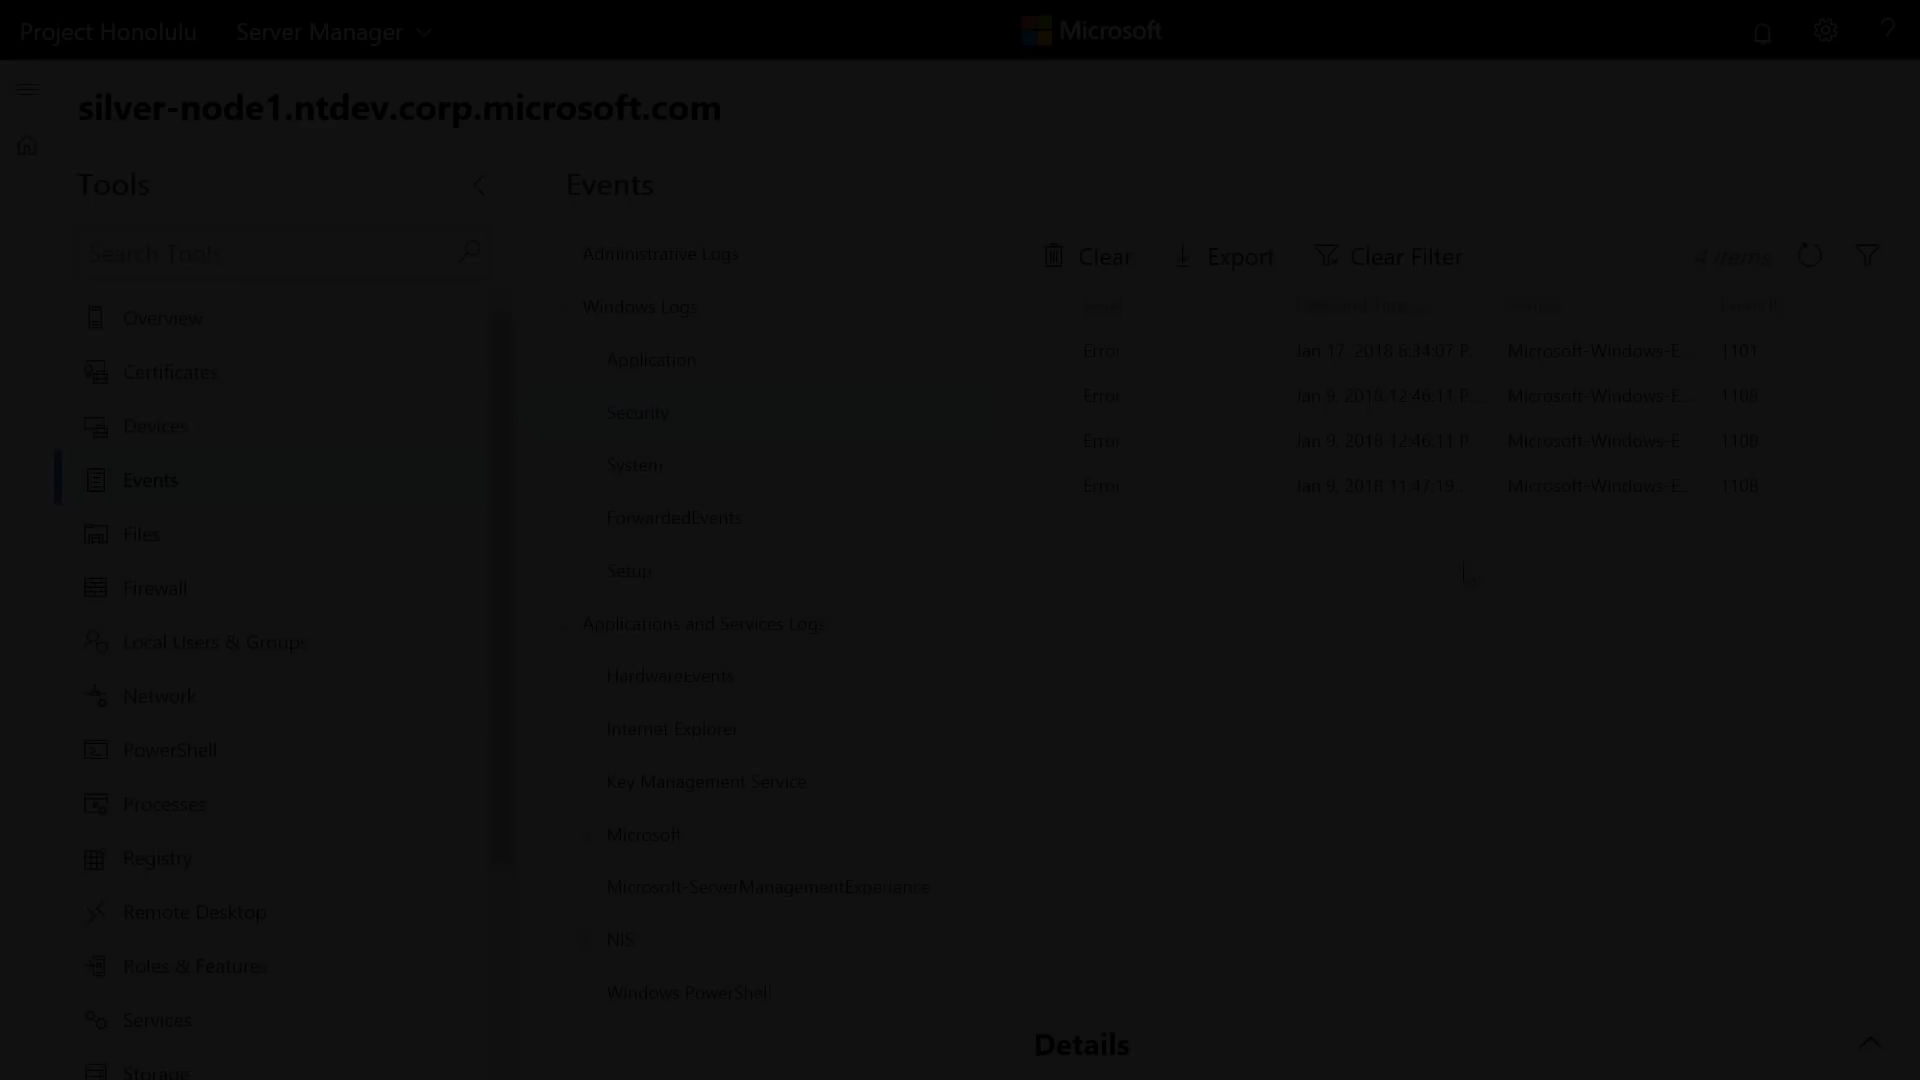 Project Honolulu
Server Manager
Microsoft
silver-node1.ntdev.corp.microsoft.com
Tools
Search Tools
Overview
Certificates
Devices
Events
Files
Firewall
Local Users & Groups
Network
PowerShell
Processes
Registry
Remote Desktop
Roles & Features
Services
Storage
Events
Administrative Logs
Windows Logs
Application
Security
System
ForwardedEvents
Setup
Applications and Services Logs
HardwareEvents
Internet Explorer
Key Management Service
Microsoft
Microsoft-ServerManagementExperience
NIS
Windows PowerShell
Clear Export Clear Filter 4 items
Error Jan 17, 2018 6:34:07 P... Microsoft-Windows-E... 1101
Error Jan 9, 2018 12:46:11 P... Microsoft-Windows-E... 1108
Error Jan 9, 2018 12:46:11 P... Microsoft-Windows-E... 1108
Error Jan 9, 2018 11:47:19... Microsoft-Windows-E... 1108
Details